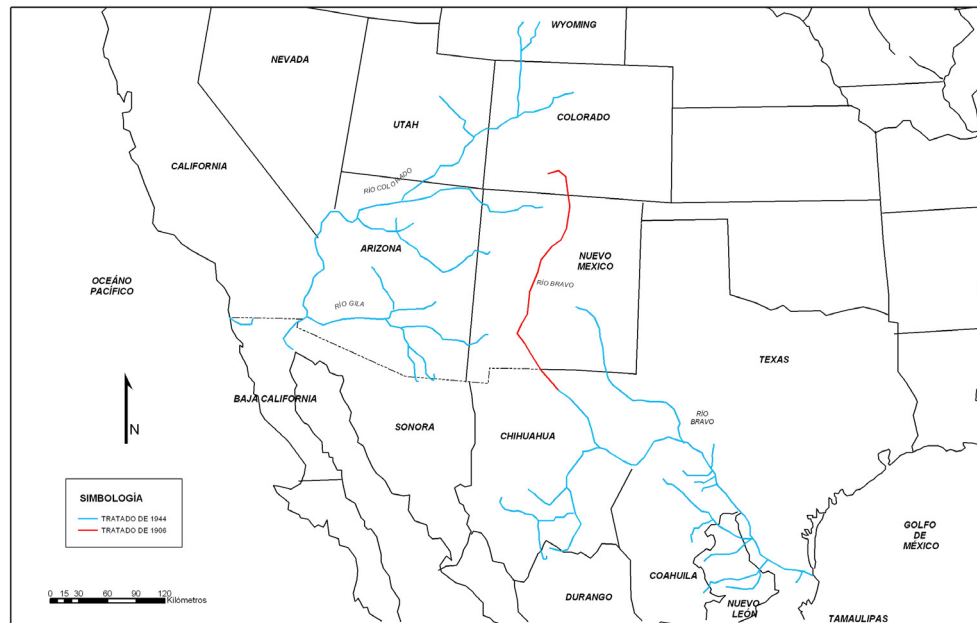 WYOMING
NEVADA
COLORADO
UTAH
CALIFORNIA
RÍO COLORADO
ARIZONA
NUEVO
MEXICO
OCEÁNO
PACÍFICO
RÍO BRAVO
RÍO GILA
TEXAS
BAJA CALIFORNIA
RÍO
BRAVO
SONORA
CHIHUAHUA
N
SIMBOLOGÍA
TRATADO DE 1944
TRATADO DE 1906
GOLFO
DE
MÉXICO
COAHUILA
DURANGO
NUEVO
LEÓN
TAMAULIPAS
0 15 30 60 90 120
Kilómetros